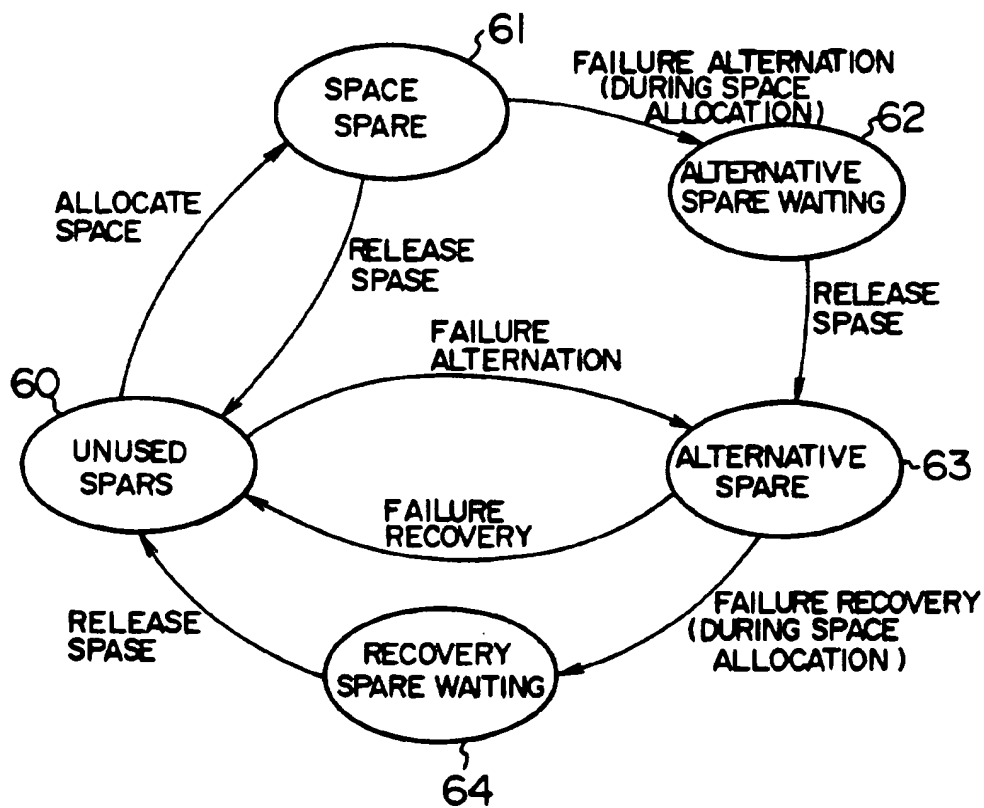 61
SPACE
SPARE
FAILURE ALTERNATION
(DURING SPACE
ALLOCATION)
62
ALTERNATIVE
SPARE WAITING
ALLOCATE
SPACE
RELEASE
SPASE
RELEASE
SPASE
FAILURE
ALTERNATION
60
UNUSED
SPARS
ALTERNATIVE
SPARE
63
FAILURE
RECOVERY
RELEASE
SPASE
FAILURE RECOVERY
(DURING SPACE
ALLOCATION)
RECOVERY
SPARE WAITING
64